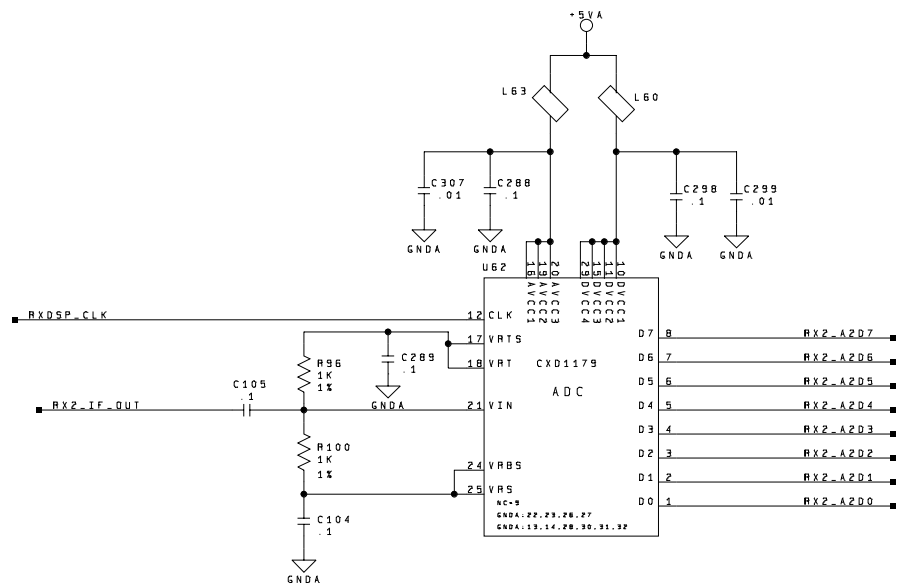 +5VA
L63
L60
C307
.01
C288
.1
C298
.1
C299
.01
GNDA
GNDA
GNDA
GNDA
U62
16 AVCC1
19 AVCC2
20 AVCC3
29 DVCC4
15 DVCC3
11 DVCC2
10 DVCC1
RXDSP_CLK
12 CLK
17 VRTS
18 VRT
R96
1K
1%
C289
.1
GNDA
CXD1179
ADC
C105
.1
RX2_IF_OUT
21 VIN
R100
1K
1%
24 VRBS
25 VRS
C104
.1
GNDA
NC=9
GNDA:22,23,26,27
GNDA:13,14,28,30,31,32
D7 8 RX2_A2D7
D6 7 RX2_A2D6
D5 6 RX2_A2D5
D4 5 RX2_A2D4
D3 4 RX2_A2D3
D2 3 RX2_A2D2
D1 2 RX2_A2D1
D0 1 RX2_A2D0